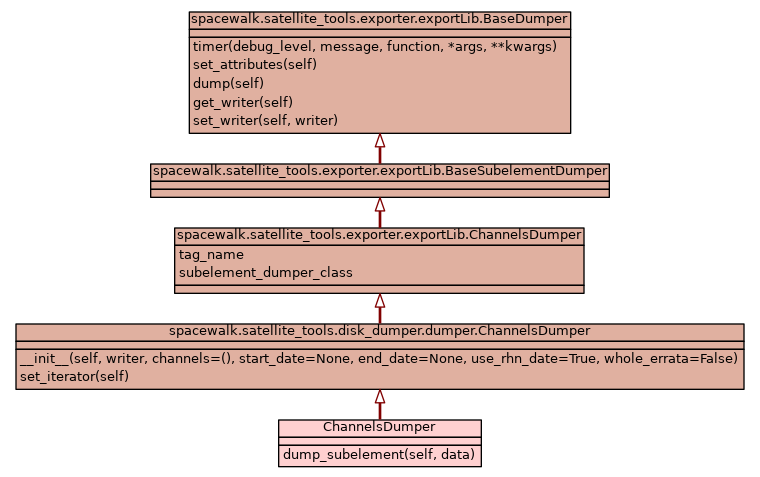 spacewalk.satellite_tools.exporter.exportLib.BaseDumper
timer(debug_level, message, function, *args, **kwargs)
set_attributes(self)
dump(self)
get_writer(self)
set_writer(self, writer)
spacewalk.satellite_tools.exporter.exportLib.BaseSubelementDumper
spacewalk.satellite_tools.exporter.exportLib.ChannelsDumper
tag_name
subelement_dumper_class
spacewalk.satellite_tools.disk_dumper.dumper.ChannelsDumper
__init__(self, writer, channels=(), start_date=None, end_date=None, use_rhn_date=True, whole_errata=False)
set_iterator(self)
ChannelsDumper
dump_subelement(self, data)